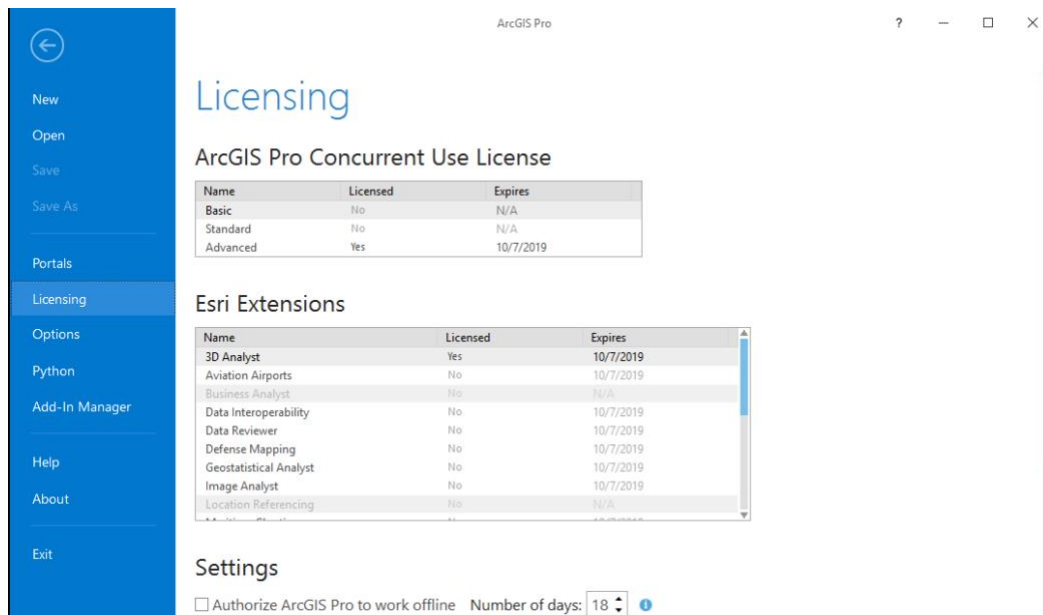 ArcGIS Pro
?
New
Open
Save
Save As
Portals
Licensing
Options
Python
Add-In Manager
Help
About
Exit
Licensing
ArcGIS Pro Concurrent Use License
Name Licensed Expires
Basic No N/A
Standard No N/A
Advanced Yes 10/7/2019
Esri Extensions
Name Licensed Expires
3D Analyst Yes 10/7/2019
Aviation Airports No 10/7/2019
Business Analyst No N/A
Data Interoperability No 10/7/2019
Data Reviewer No 10/7/2019
Defense Mapping No 10/7/2019
Geostatistical Analyst No 10/7/2019
Image Analyst No 10/7/2019
Location Referencing No N/A
Settings
Authorize ArcGIS Pro to work offline Number of days: 18